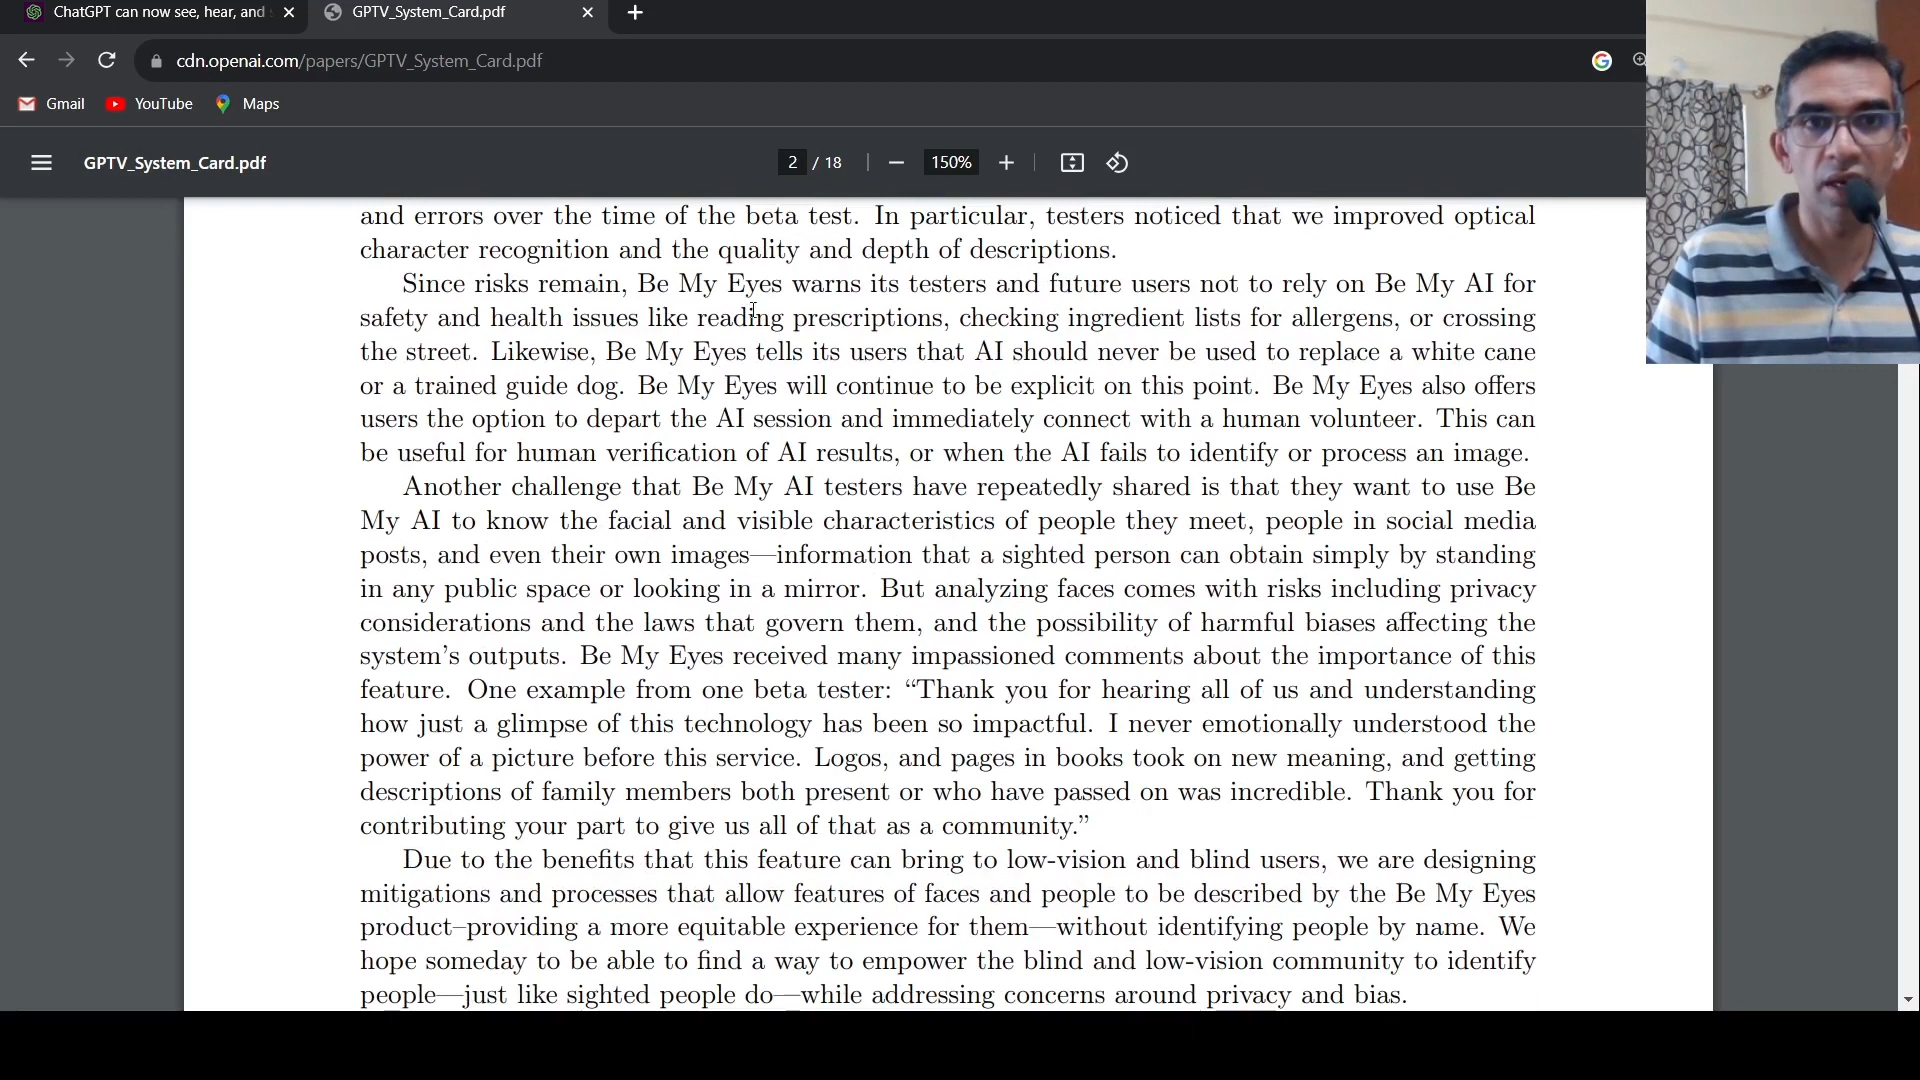 ChatGPT can now see, hear, and
GPTV_System_Card.pdf
cdn.openai.com/papers/GPTV_System_Card.pdf
Gmail YouTube Maps
GPTV_System_Card.pdf 2 / 18 150%
and errors over the time of the beta test. In particular, testers noticed that we improved optical
character recognition and the quality and depth of descriptions.
Since risks remain, Be My Eyes warns its testers and future users not to rely on Be My AI for
safety and health issues like reading prescriptions, checking ingredient lists for allergens, or crossing
the street. Likewise, Be My Eyes tells its users that AI should never be used to replace a white cane
or a trained guide dog. Be My Eyes will continue to be explicit on this point. Be My Eyes also offers
users the option to depart the AI session and immediately connect with a human volunteer. This can
be useful for human verification of AI results, or when the AI fails to identify or process an image.
Another challenge that Be My AI testers have repeatedly shared is that they want to use Be
My AI to know the facial and visible characteristics of people they meet, people in social media
posts, and even their own images—information that a sighted person can obtain simply by standing
in any public space or looking in a mirror. But analyzing faces comes with risks including privacy
considerations and the laws that govern them, and the possibility of harmful biases affecting the
system's outputs. Be My Eyes received many impassioned comments about the importance of this
feature. One example from one beta tester: “Thank you for hearing all of us and understanding
how just a glimpse of this technology has been so impactful. I never emotionally understood the
power of a picture before this service. Logos, and pages in books took on new meaning, and getting
descriptions of family members both present or who have passed on was incredible. Thank you for
contributing your part to give us all of that as a community.”
Due to the benefits that this feature can bring to low-vision and blind users, we are designing
mitigations and processes that allow features of faces and people to be described by the Be My Eyes
product–providing a more equitable experience for them—without identifying people by name. We
hope someday to be able to find a way to empower the blind and low-vision community to identify
people—just like sighted people do—while addressing concerns around privacy and bias.